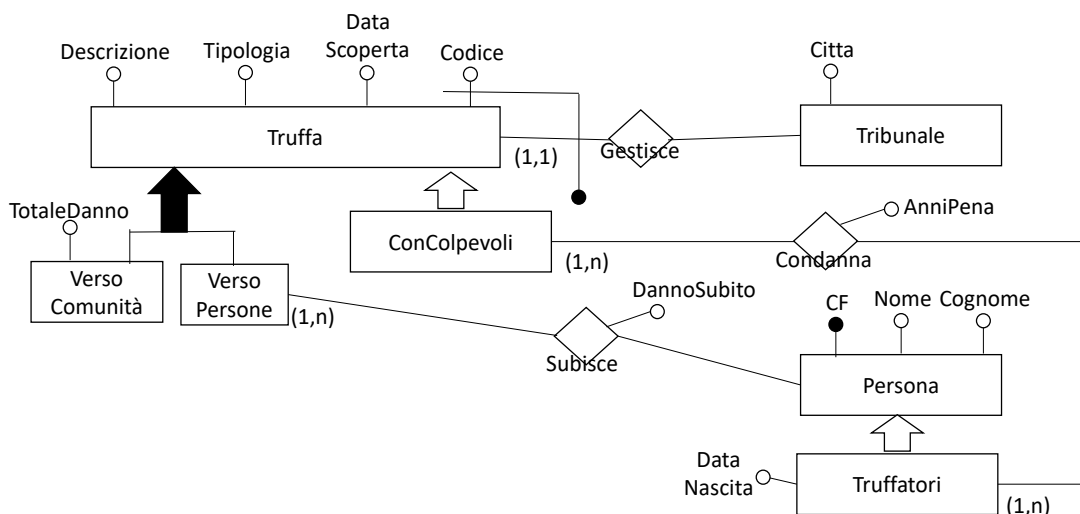 Data
Scoperta
Descrizione
Tipologia
Codice
Citta
Truffa
(1,1)
Gestisce
Tribunale
TotaleDanno
ConColpevoli
(1,n)
AnniPena
Condanna
Verso
Comunità
Verso
Persone
(1,n)
DannoSubito
Subisce
CF
Nome
Cognome
Persona
Data
Nascita
Truffatori
(1,n)